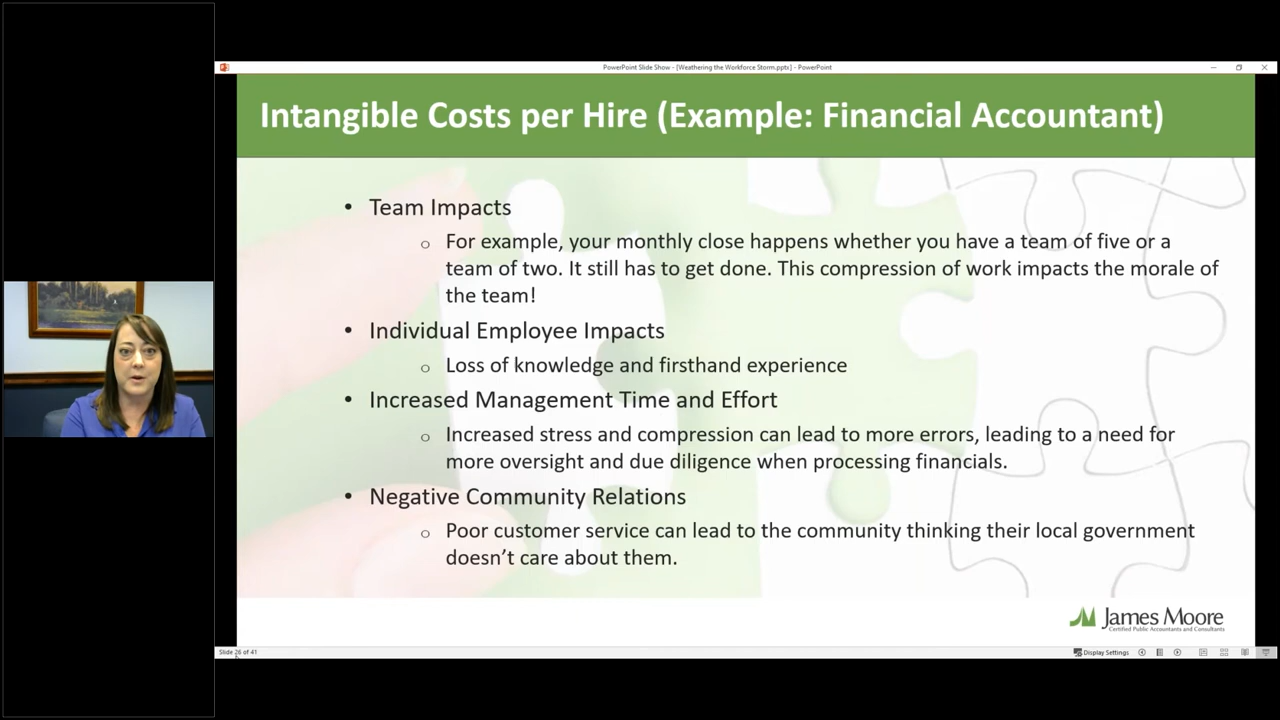 PowerPoint Slide Show - [Weathering the Workforce Storm.pptx] - PowerPoint
Intangible Costs per Hire (Example: Financial Accountant)
• Team Impacts
o For example, your monthly close happens whether you have a team of five or a
team of two. It still has to get done. This compression of work impacts the morale of
the team!
• Individual Employee Impacts
o Loss of knowledge and firsthand experience
• Increased Management Time and Effort
o Increased stress and compression can lead to more errors, leading to a need for
more oversight and due diligence when processing financials.
• Negative Community Relations
o Poor customer service can lead to the community thinking their local government
doesn’t care about them.
James Moore
Certified Public Accountants and Consultants
Slide 26 of 41
Display Settings